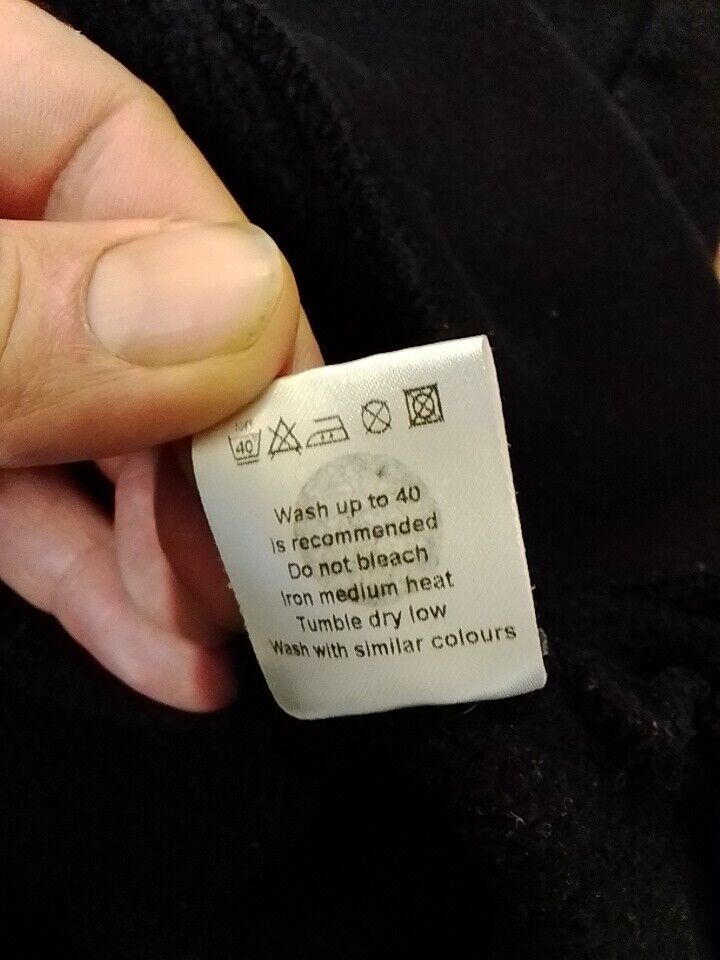 40
Wash up to 40
is recommended
Do not bleach
Iron medium heat
Tumble dry low
Wash with similar colours